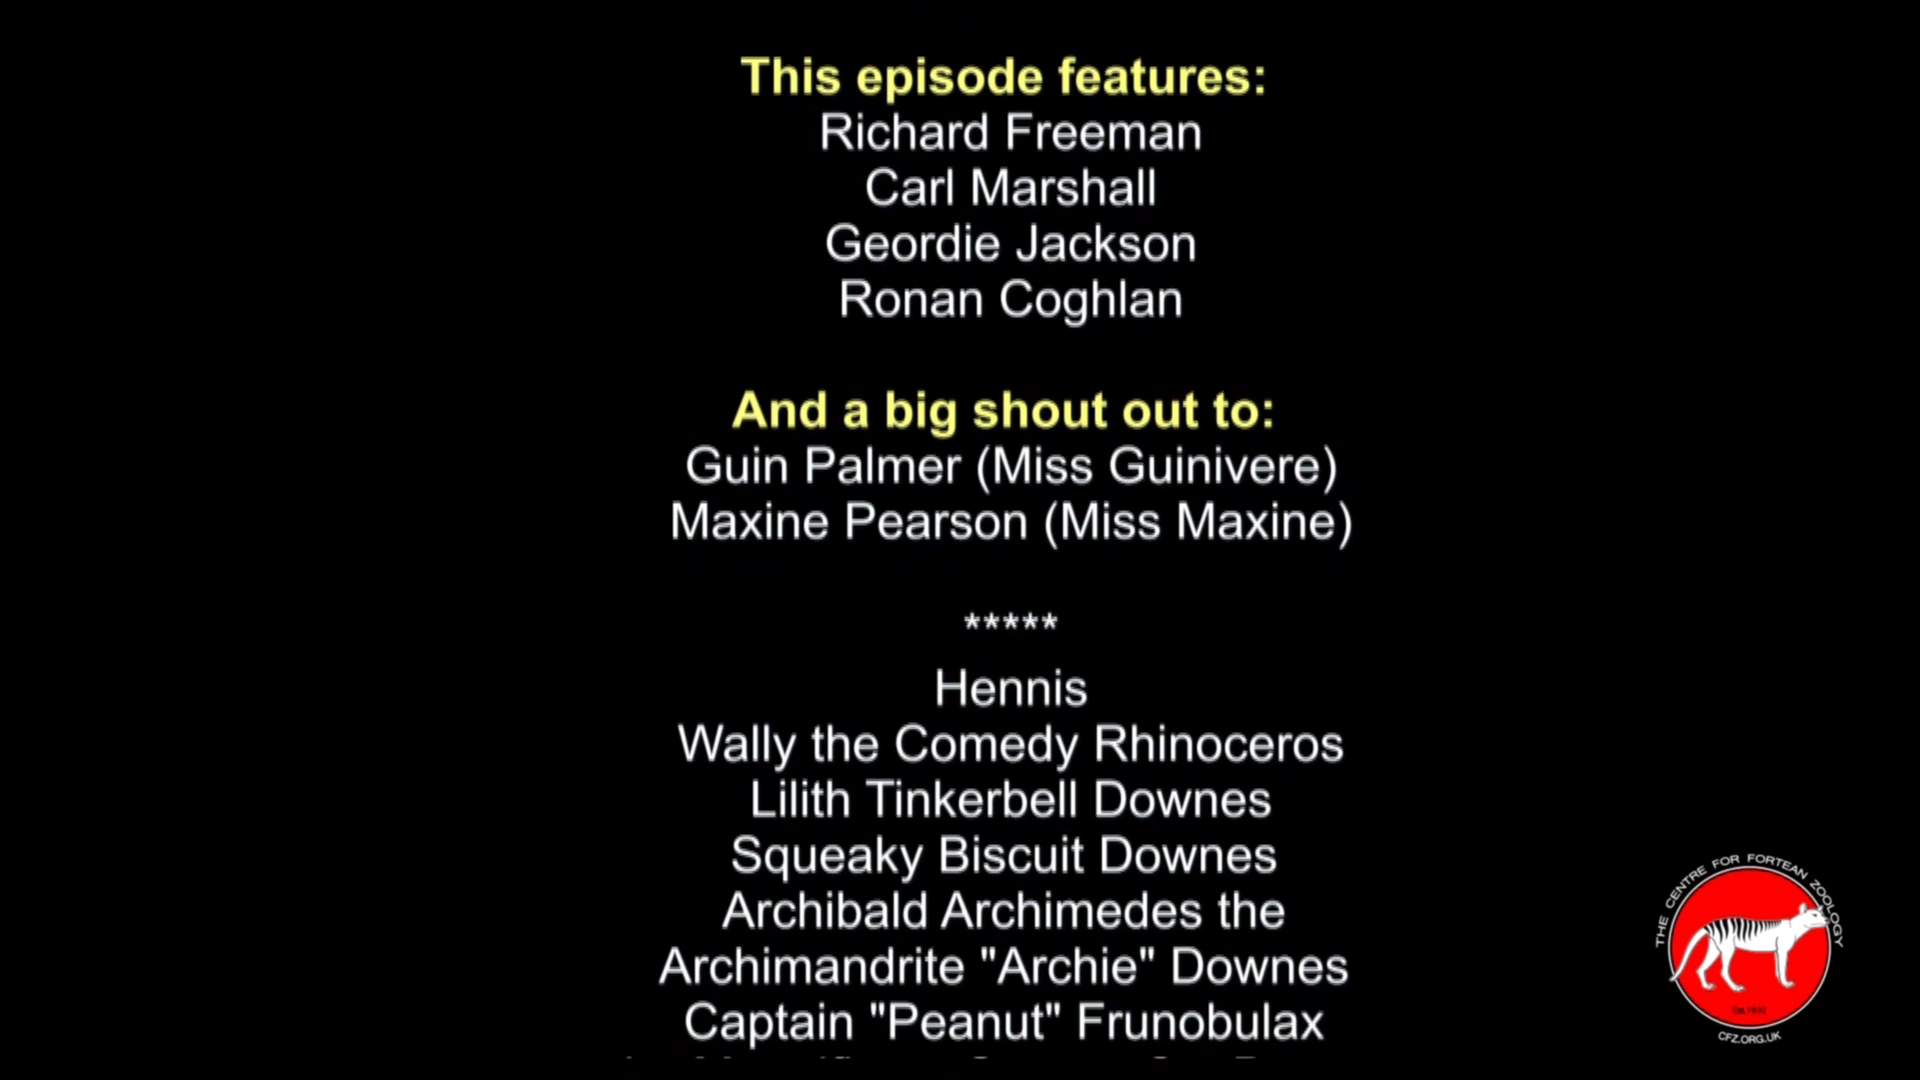 This episode features:
Richard Freeman
Carl Marshall
Geordie Jackson
Ronan Coghlan
And a big shout out to:
Guin Palmer (Miss Guinivere)
Maxine Pearson (Miss Maxine)
*****
Hennis
Wally the Comedy Rhinoceros
Lilith Tinkerbell Downes
Squeaky Biscuit Downes
Archibald Archimedes the
Archimandrite "Archie" Downes
Captain "Peanut" Frunobulax
THE CENTRE FOR FORTEAN ZOOLOGY
CFZ.ORG.UK